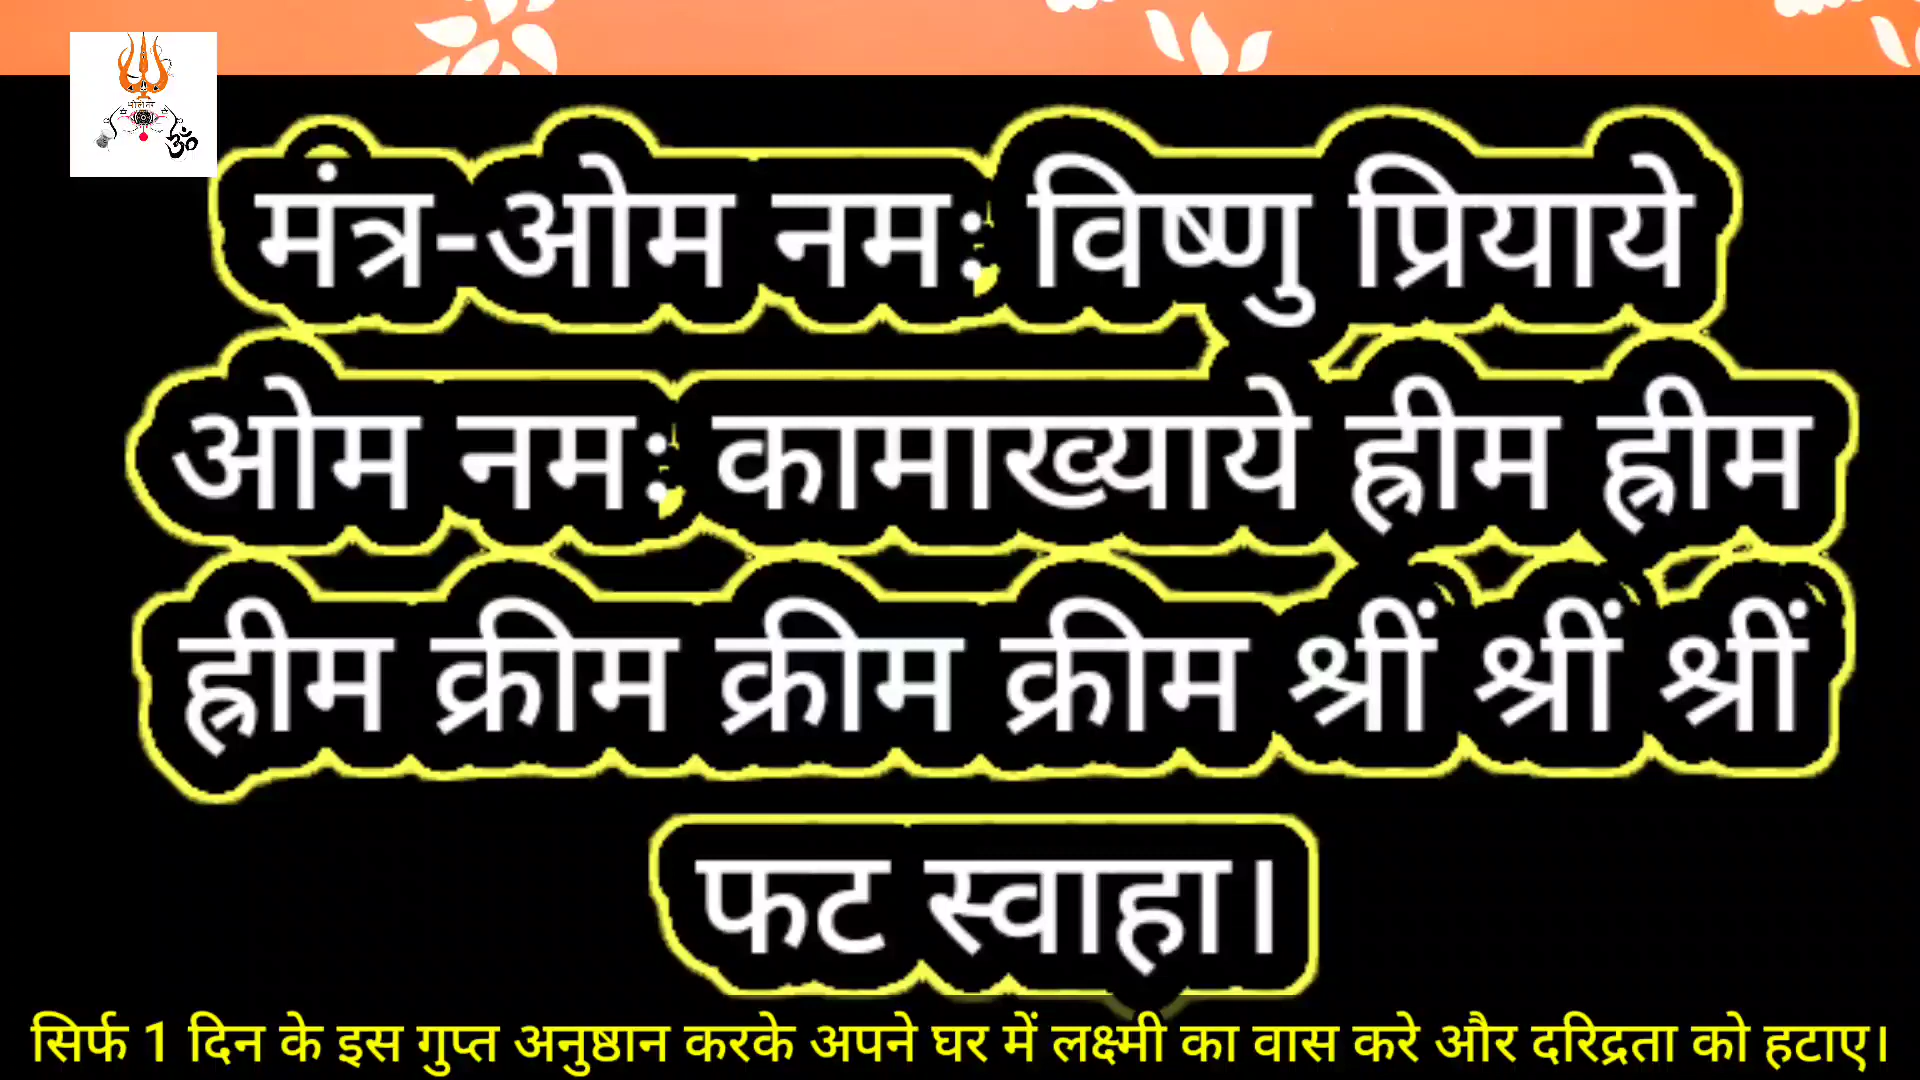 मंत्र-ओम नमः विष्णु प्रियाये
ओम नमः कामाख्याये ह्रीम ह्रीम
ह्रीम क्रीम क्रीम क्रीम श्रीं श्रीं श्रीं
फट स्वाहा।
सिर्फ 1 दिन के इस गुप्त अनुष्ठान करके अपने घर में लक्ष्मी का वास करे और दरिद्रता को हटाए।
ॐ